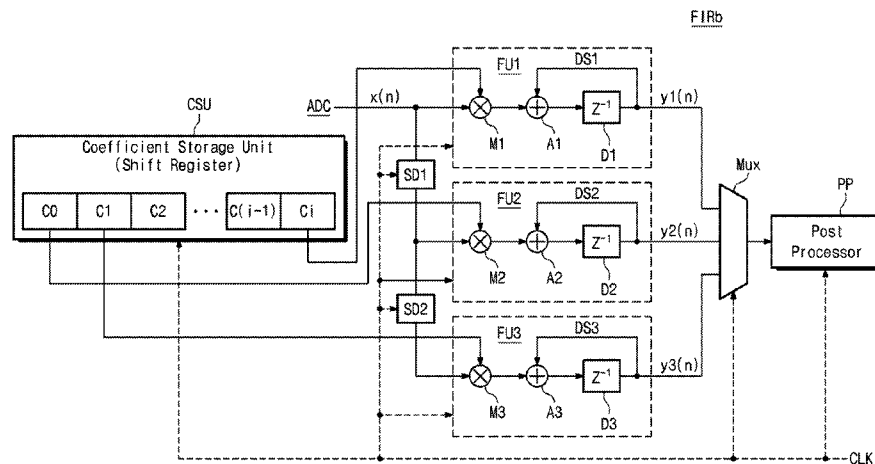 FIRb
CSU
Coefficient Storage Unit
(Shift Register)
C0 C1 C2 ··· C(i-1) Ci
ADC x(n)
FU1 DS1
Z⁻¹ y1(n)
M1 A1 D1
SD1
FU2 DS2
Z⁻¹ y2(n)
M2 A2 D2
SD2
FU3 DS3
Z⁻¹ y3(n)
M3 A3 D3
Mux
PP
Post
Processor
CLK